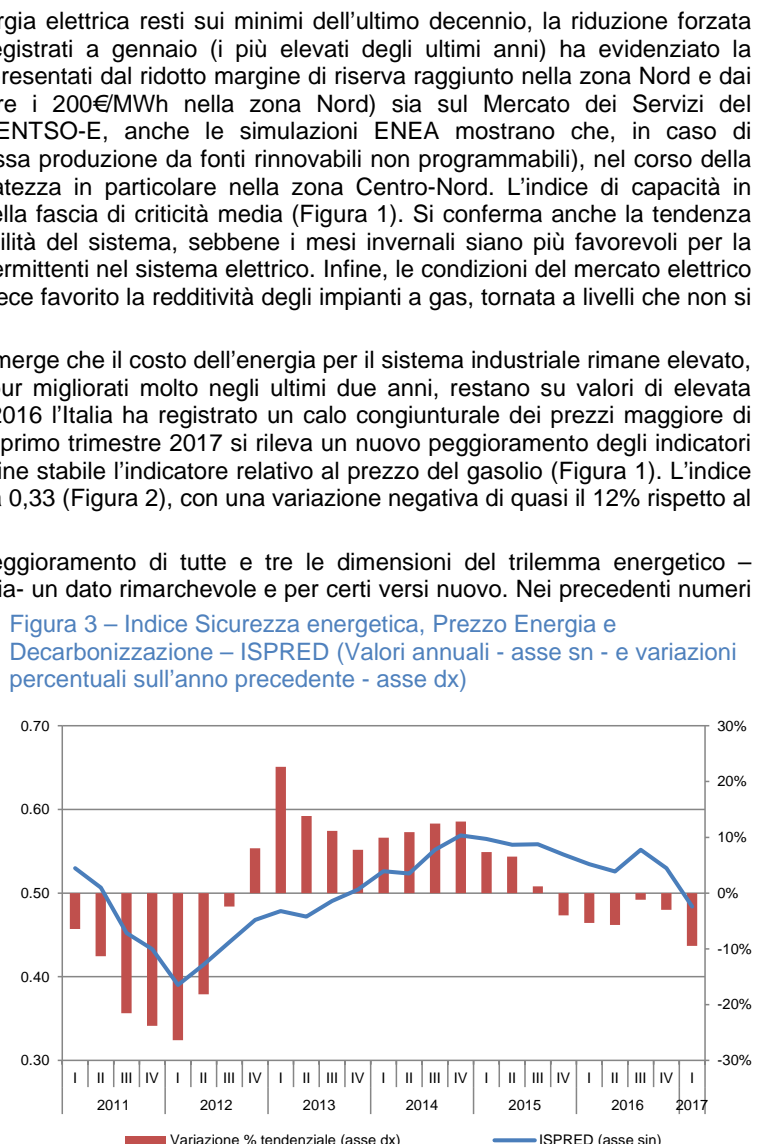 ergia elettrica resti sui minimi dell’ultimo decennio, la riduzione forzata
egistrati a gennaio (i più elevati degli ultimi anni) ha evidenziato la
resentati dal ridotto margine di riserva raggiunto nella zona Nord e dai
re i 200€/MWh nella zona Nord) sia sul Mercato dei Servizi del
ENTSO-E, anche le simulazioni ENEA mostrano che, in caso di
ssa produzione da fonti rinnovabili non programmabili), nel corso della
atezza in particolare nella zona Centro-Nord. L’indice di capacità in
ella fascia di criticità media (Figura 1). Si conferma anche la tendenza
ilità del sistema, sebbene i mesi invernali siano più favorevoli per la
ermittenti nel sistema elettrico. Infine, le condizioni del mercato elettrico
ece favorito la redditività degli impianti a gas, tornata a livelli che non si
merge che il costo dell’energia per il sistema industriale rimane elevato,
our migliorati molto negli ultimi due anni, restano su valori di elevata
2016 l’Italia ha registrato un calo congiunturale dei prezzi maggiore di
primo trimestre 2017 si rileva un nuovo peggioramento degli indicatori
ine stabile l’indicatore relativo al prezzo del gasolio (Figura 1). L’indice
a 0,33 (Figura 2), con una variazione negativa di quasi il 12% rispetto al
eggioramento di tutte e tre le dimensioni del trilemma energetico –
ia- un dato rimarchevole e per certi versi nuovo. Nei precedenti numeri
Figura 3 – Indice Sicurezza energetica, Prezzo Energia e
Decarbonizzazione – ISPRED (Valori annuali - asse sn - e variazioni
percentuali sull’anno precedente - asse dx)
0.70 30%
20%
0.60
10%
0.50 0%
-10%
0.40
-20%
0.30 -30%
I II III IV I II III IV I II III IV I II III IV I II III IV I II III IV I
2011 2012 2013 2014 2015 2016 2017
Variazione % tendenziale (asse dx) ISPRED (asse sin)